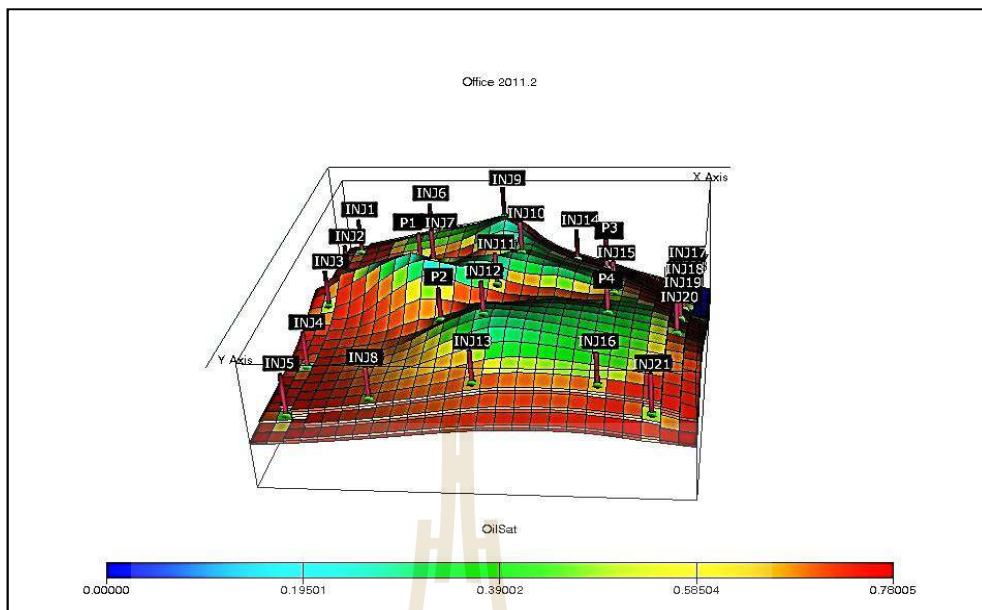 Office 2011.2
X Axis
INJ9
INJ6
INJ1
P1
INJ7
INJ10
INJ14
P3
INJ2
INJ11
INJ15
INJ17
INJ3
INJ12
INJ18
P2
P4
INJ19
INJ20
INJ4
INJ13
INJ16
Y Axis
INJ5
INJ8
INJ21
OilSat
0.00000 0.19501 0.39002 0.58504 0.78005